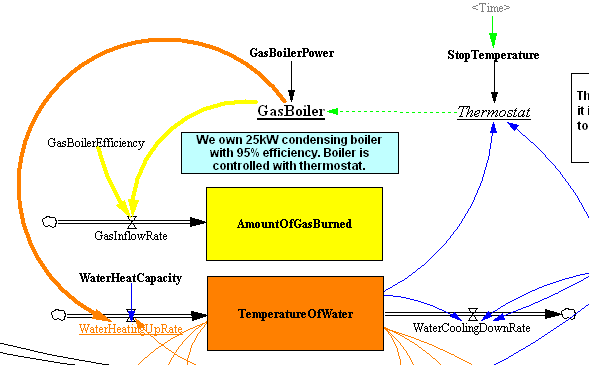 <Time>
GasBoilerPower
StopTemperature
GasBoiler
Thermostat
Th
it i
to
We own 25kW condensing boiler
with 95% efficiency. Boiler is
controlled with thermostat.
GasBoilerEfficiency
AmountOfGasBurned
GasInflowRate
WaterHeatCapacity
TemperatureOfWater
WaterHeatingUpRate
WaterCoolingDownRate